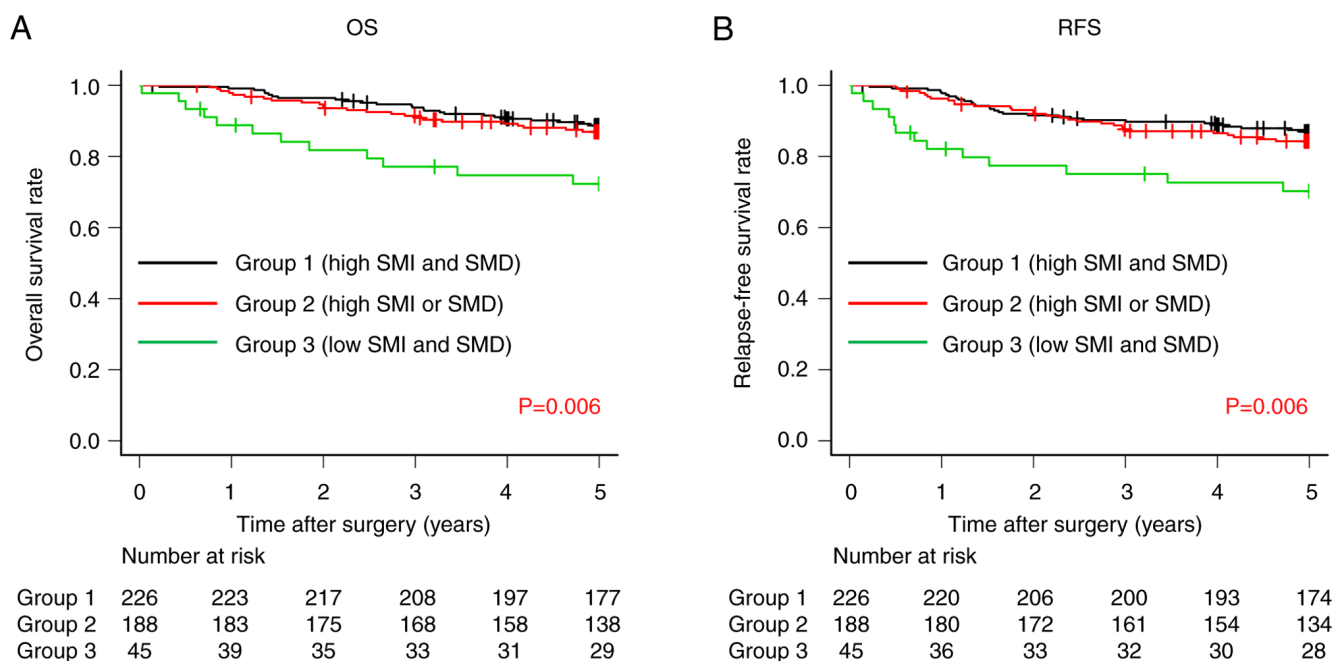 A
OS
Overall survival rate
1.0
0.8
0.6
0.4
0.2
0.0
Group 1 (high SMI and SMD)
Group 2 (high SMI or SMD)
Group 3 (low SMI and SMD)
P=0.006
0 1 2 3 4 5
Time after surgery (years)
Number at risk
Group 1 226 223 217 208 197 177
Group 2 188 183 175 168 158 138
Group 3 45 39 35 33 31 29
B
RFS
Relapse-free survival rate
1.0
0.8
0.6
0.4
0.2
0.0
Group 1 (high SMI and SMD)
Group 2 (high SMI or SMD)
Group 3 (low SMI and SMD)
P=0.006
0 1 2 3 4 5
Time after surgery (years)
Number at risk
Group 1 226 220 206 200 193 174
Group 2 188 180 172 161 154 134
Group 3 45 36 33 32 30 28